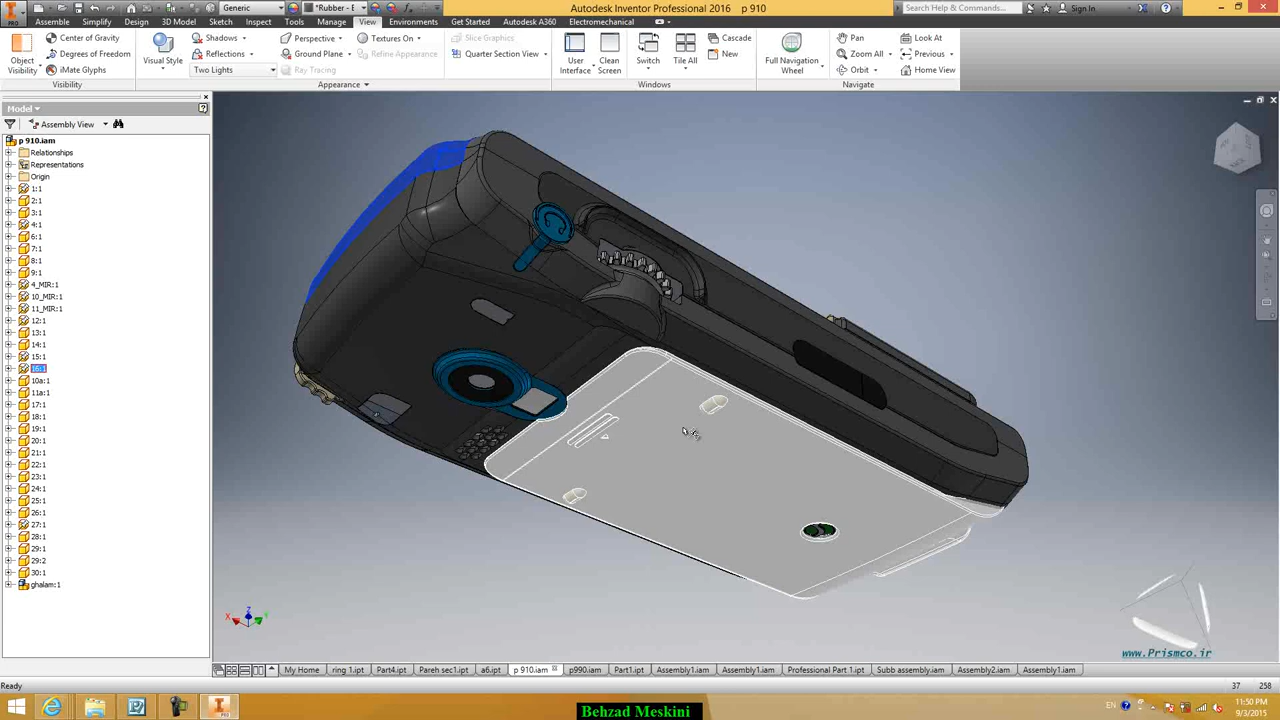 Generic
*Rubber - E
Autodesk Inventor Professional 2016   p 910
Search Help & Commands...
Sign In
PRO
Assemble
Simplify
Design
3D Model
Sketch
Inspect
Tools
Manage
View
Environments
Get Started
Autodesk A360
Electromechanical
Object Visibility
Center of Gravity
Degrees of Freedom
iMate Glyphs
Visibility
Visual Style
Shadows
Reflections
Two Lights
Perspective
Ground Plane
Ray Tracing
Textures On
Refine Appearance
Slice Graphics
Quarter Section View
Appearance
User Interface
Clean Screen
Switch
Tile All
Cascade
New
Windows
Full Navigation Wheel
Pan
Zoom All
Orbit
Look At
Previous
Home View
Navigate
Model
Assembly View
p 910.iam
Relationships
Representations
Origin
1:1
2:1
3:1
4:1
6:1
7:1
8:1
9:1
4_MIR:1
10_MIR:1
11_MIR:1
12:1
13:1
14:1
15:1
16:1
10a:1
11a:1
17:1
18:1
19:1
20:1
21:1
22:1
23:1
24:1
25:1
26:1
27:1
28:1
29:1
29:2
30:1
ghalam:1
X
Z
Y
www.Prismco.ir
My Home
ring 1.ipt
Part4.ipt
Pareh sec1.ipt
a6.ipt
p 910.iam
p990.iam
Part1.ipt
Assembly1.iam
Assembly1.iam
Professional Part 1.ipt
Subb assembly.iam
Assembly2.iam
Assembly1.iam
Ready
37
258
EN
11:50 PM
9/3/2015
Behzad Meskini